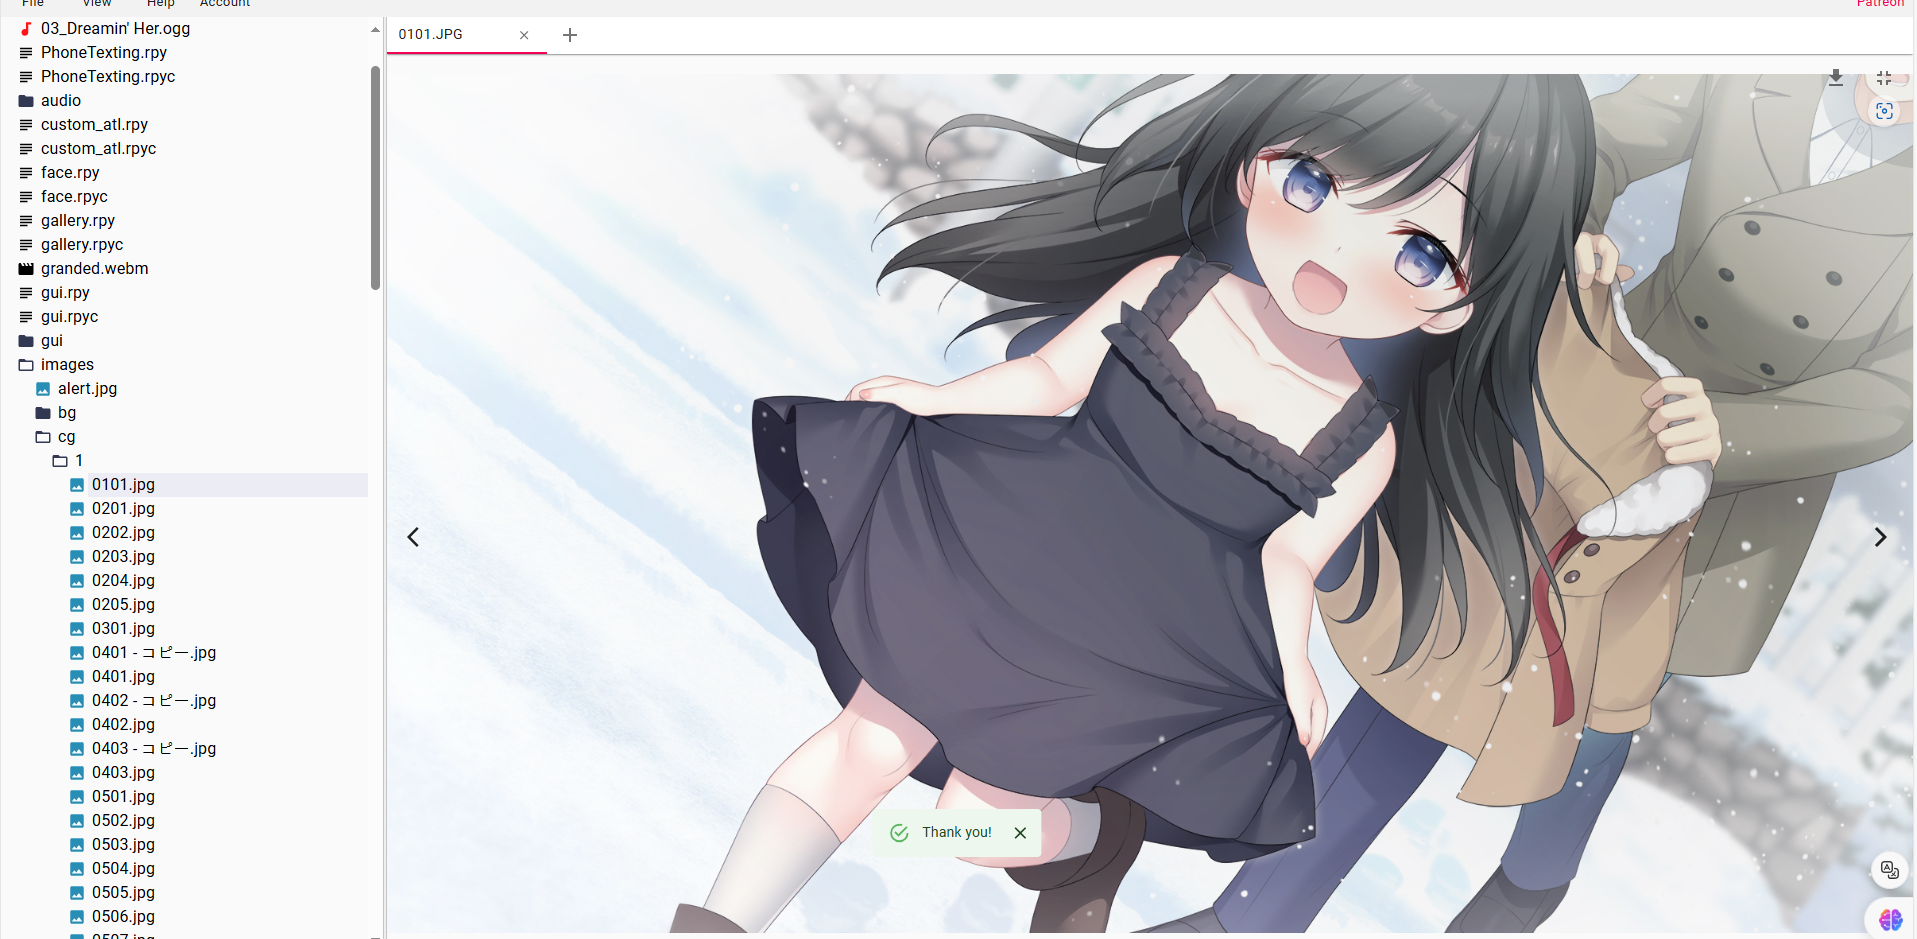 File View Help Account Patreon
0101.JPG
03_Dreamin' Her.ogg
PhoneTexting.rpy
PhoneTexting.rpyc
audio
custom_atl.rpy
custom_atl.rpyc
face.rpy
face.rpyc
gallery.rpy
gallery.rpyc
granded.webm
gui.rpy
gui.rpyc
gui
images
alert.jpg
bg
cg
1
0101.jpg
0201.jpg
0202.jpg
0203.jpg
0204.jpg
0205.jpg
0301.jpg
0401 - コピー.jpg
0401.jpg
0402 - コピー.jpg
0402.jpg
0403 - コピー.jpg
0403.jpg
0501.jpg
0502.jpg
0503.jpg
0504.jpg
0505.jpg
0506.jpg
Thank you!